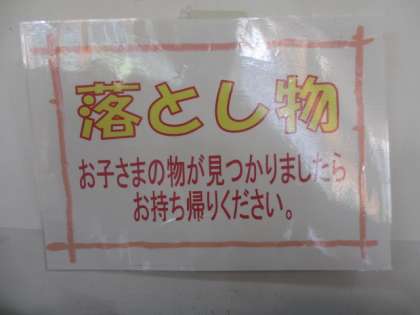 落とし物
お子さまの物が見つかりましたら
お持ち帰りください。